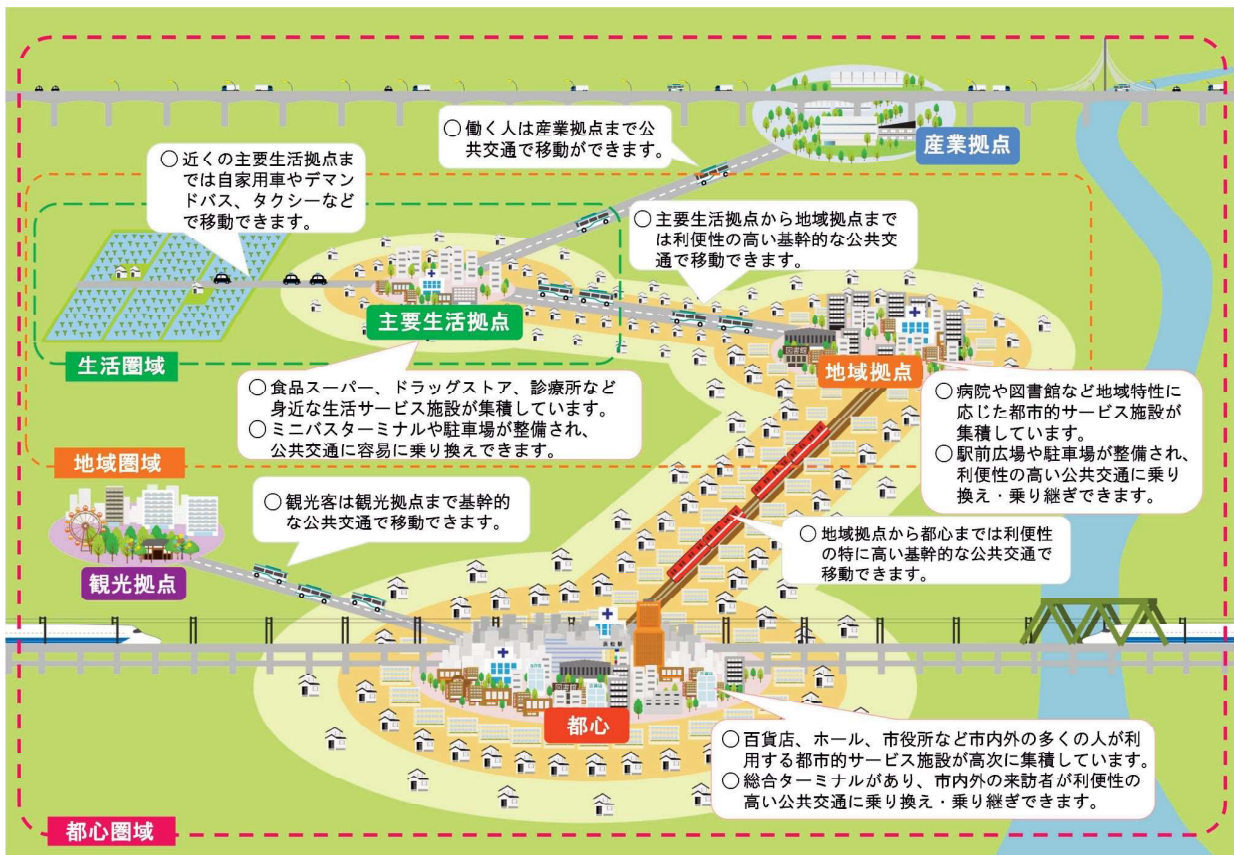 ○ 働く人は産業拠点まで公
共交通で移動ができます。
産業拠点
○ 近くの主要生活拠点ま
では自家用車やデマン
ドバス、タクシーなど
で移動できます。
○ 主要生活拠点から地域拠点まで
は利便性の高い基幹的な公共交
通で移動できます。
主要生活拠点
生活圏域
図書館
地域拠点
○ 食品スーパー、ドラッグストア、診療所など
身近な生活サービス施設が集積しています。
○ ミニバスターミナルや駐車場が整備され、
公共交通に容易に乗り換えできます。
○ 病院や図書館など地域特性に
応じた都市的サービス施設が
集積しています。
○ 駅前広場や駐車場が整備され、
利便性の高い公共交通に乗り
換え・乗り継ぎできます。
地域圏域
○ 観光客は観光拠点まで基幹的
な公共交通で移動できます。
○ 地域拠点から都心までは利便性
の特に高い基幹的な公共交通で
移動できます。
観光拠点
浜松駅
図書館
都心
○ 百貨店、ホール、市役所など市内外の多くの人が利
用する都市的サービス施設が高次に集積しています。
○ 総合ターミナルがあり、市内外の来訪者が利便性の
高い公共交通に乗り換え・乗り継ぎできます。
都心圏域